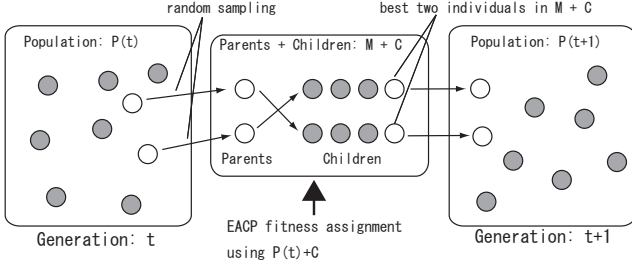 random sampling
best two individuals in M + C
Population: P(t)
Parents + Children: M + C
Population: P(t+1)
Parents
Children
Generation: t
EACP fitness assignment
using P(t)+C
Generation: t+1